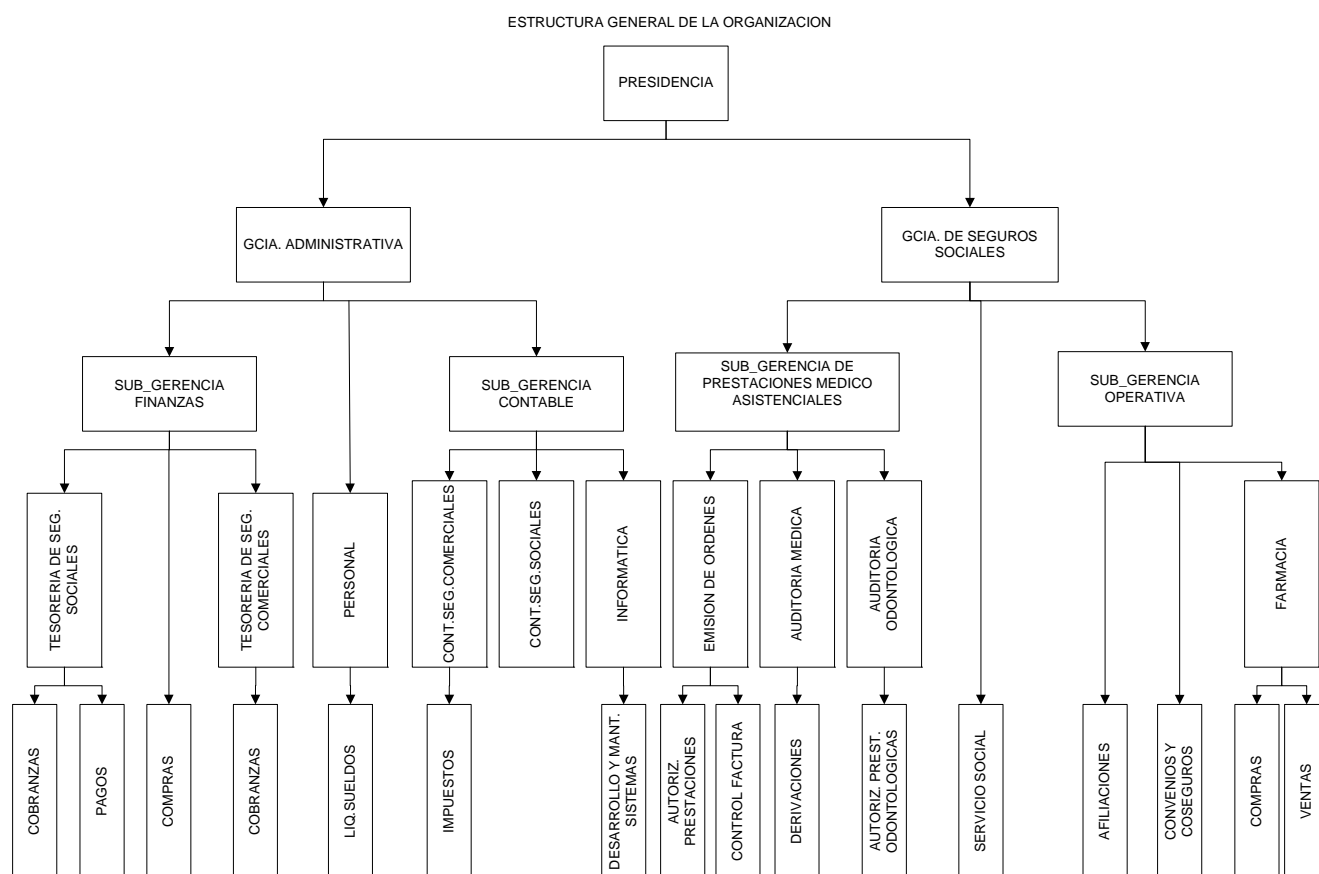 ESTRUCTURA GENERAL DE LA ORGANIZACION
PRESIDENCIA
GCIA. ADMINISTRATIVA
GCIA. DE SEGUROS
SOCIALES
SUB_GERENCIA
FINANZAS
SUB_GERENCIA
CONTABLE
SUB_GERENCIA DE
PRESTACIONES MEDICO
ASISTENCIALES
SUB_GERENCIA
OPERATIVA
TESORERIA DE SEG.
SOCIALES
TESORERIA DE SEG.
COMERCIALES
PERSONAL
CONT.SEG.COMERCIALES
CONT.SEG.SOCIALES
INFORMATICA
EMISION DE ORDENES
AUDITORIA MEDICA
AUDITORIA
ODONTOLOGICA
FARMACIA
COBRANZAS
PAGOS
COMPRAS
COBRANZAS
LIQ.SUELDOS
IMPUESTOS
DESARROLLO Y MANT.
SISTEMAS
AUTORIZ.
PRESTACIONES
CONTROL FACTURA
DERIVACIONES
AUTORIZ. PREST.
ODONTOLOGICAS
SERVICIO SOCIAL
AFILIACIONES
CONVENIOS Y
COSEGUROS
COMPRAS
VENTAS